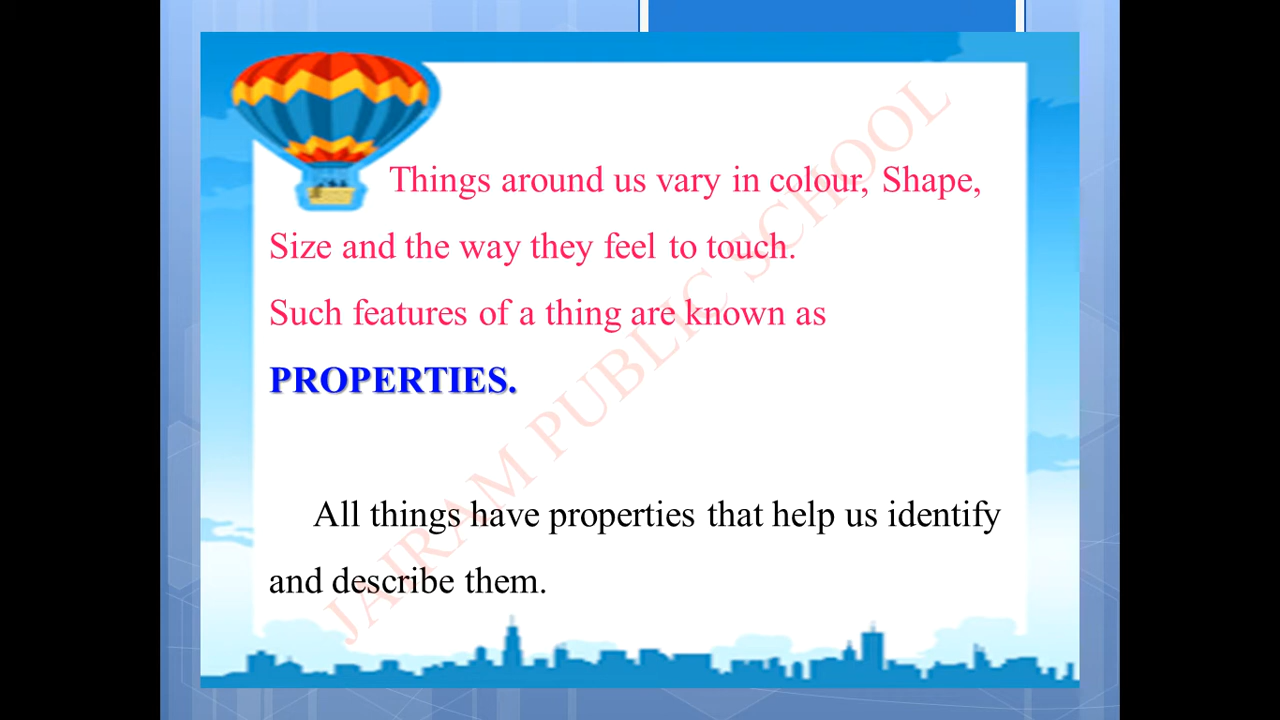 Things around us vary in colour, Shape,
Size and the way they feel to touch.
Such features of a thing are known as
PROPERTIES.
All things have properties that help us identify
and describe them.
JAIRAM PUBLIC SCHOOL